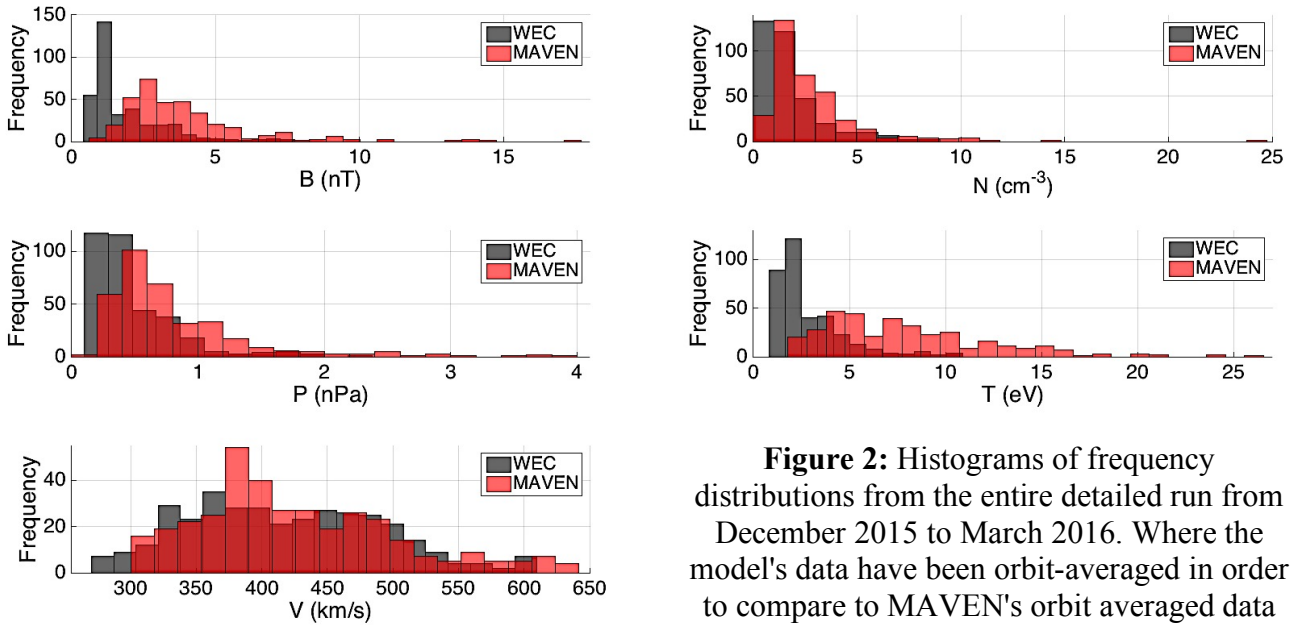 150
100
50
0
Frequency
WEC
MAVEN
0 5 10 15
B (nT)
100
50
0
Frequency
WEC
MAVEN
0 5 10 15 20 25
N (cm⁻³)
100
50
0
Frequency
WEC
MAVEN
0 1 2 3 4
P (nPa)
100
50
0
Frequency
WEC
MAVEN
0 5 10 15 20 25
T (eV)
40
20
0
Frequency
WEC
MAVEN
300 350 400 450 500 550 600 650
V (km/s)
Figure 2: Histograms of frequency
distributions from the entire detailed run from
December 2015 to March 2016. Where the
model's data have been orbit-averaged in order
to compare to MAVEN's orbit averaged data